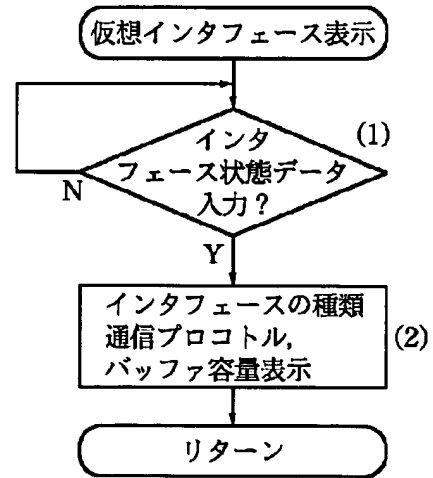 仮想インタフェース表示
インタ
フェース状態データ
入力？
(1)
N
Y
インタフェースの種類
通信プロコトル,
バッファ容量表示
(2)
リターン